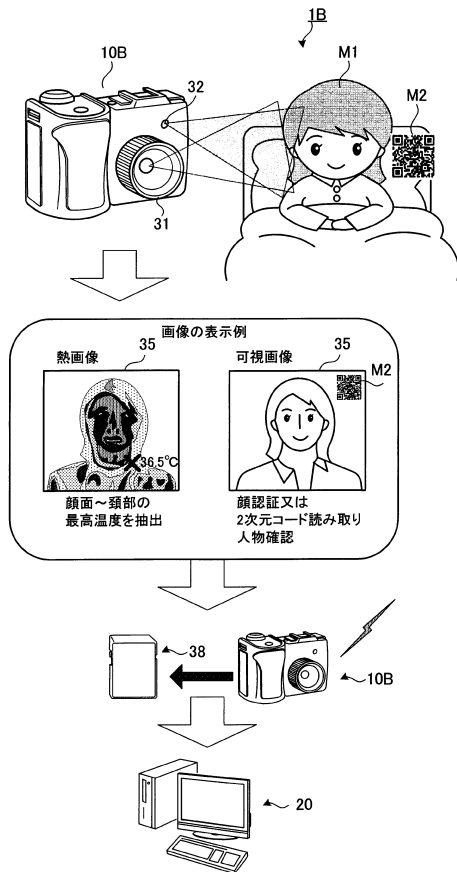 1B
10B
32
M1
M2
31
画像の表示例
熱画像
35
可視画像
35
M2
36.5℃
顔面～頚部の
最高温度を抽出
顔認証又は
2次元コード読み取り
人物確認
38
10B
20